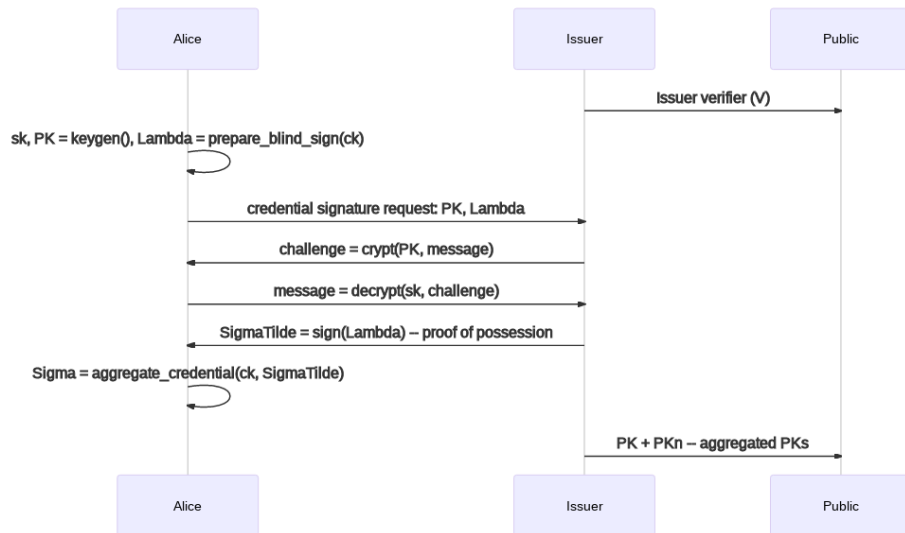 Alice Issuer Public
Issuer verifier (V)
sk, PK = keygen(), Lambda = prepare_blind_sign(ck)
credential signature request: PK, Lambda
challenge = crypt(PK, message)
message = decrypt(sk, challenge)
SigmaTilde = sign(Lambda) – proof of possession
Sigma = aggregate_credential(ck, SigmaTilde)
PK + PKn – aggregated PKs
Alice Issuer Public